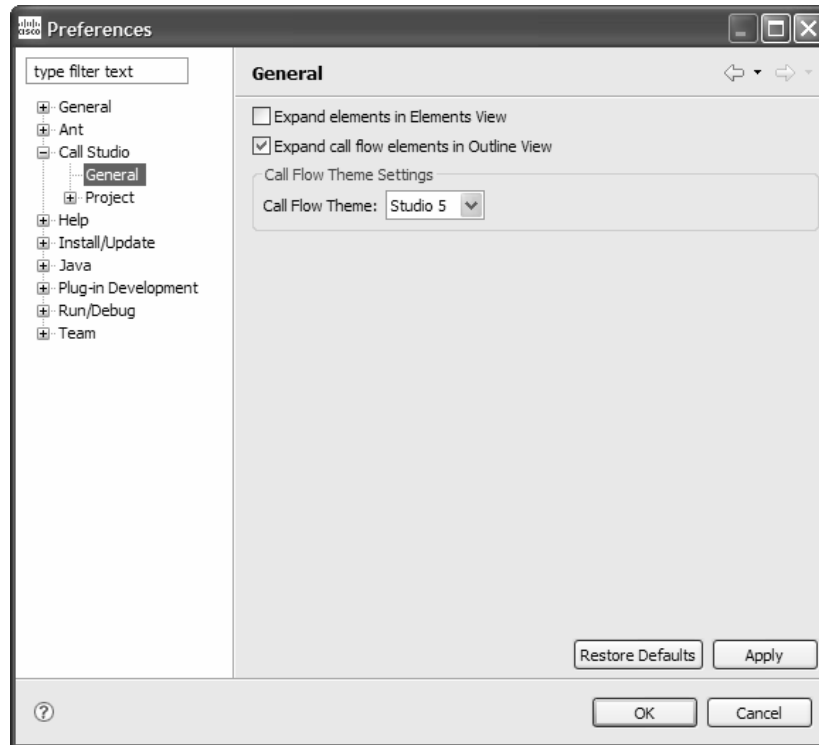 cisco Preferences
type filter text
General
General
Ant
Call Studio
General
Project
Help
Install/Update
Java
Plug-in Development
Run/Debug
Team
Expand elements in Elements View
Expand call flow elements in Outline View
Call Flow Theme Settings
Call Flow Theme: Studio 5
Restore Defaults Apply
? OK Cancel